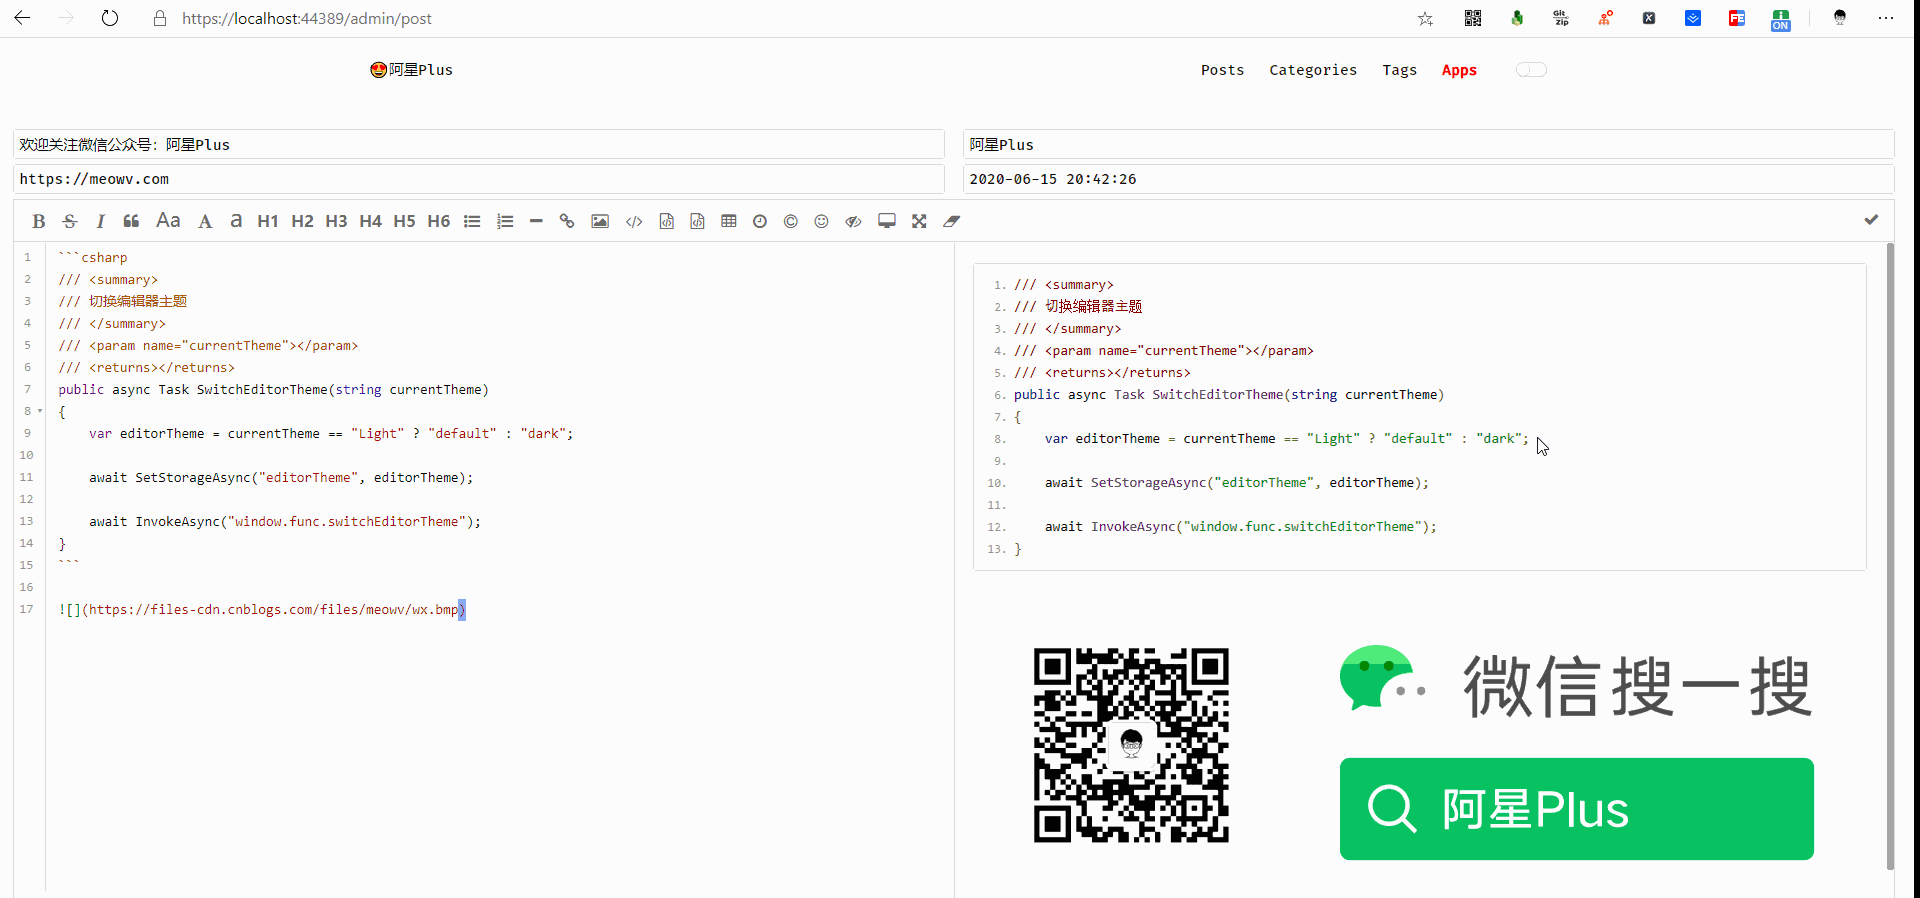 https://localhost:44389/admin/post
Git
Zip
FE
ON
阿星Plus
Posts Categories Tags Apps
欢迎关注微信公众号：阿星Plus
阿星Plus
https://meowv.com
2020-06-15 20:42:26
B S I Aa A a H1 H2 H3 H4 H5 H6
1 ```csharp
2 /// <summary>
3 /// 切换编辑器主题
4 /// </summary>
5 /// <param name="currentTheme"></param>
6 /// <returns></returns>
7 public async Task SwitchEditorTheme(string currentTheme)
8 {
9     var editorTheme = currentTheme == "Light" ? "default" : "dark";
10
11     await SetStorageAsync("editorTheme", editorTheme);
12
13     await InvokeAsync("window.func.switchEditorTheme");
14 }
15 ```
16
17 ![](https://files-cdn.cnblogs.com/files/meowv/wx.bmp)
1. /// <summary>
2. /// 切换编辑器主题
3. /// </summary>
4. /// <param name="currentTheme"></param>
5. /// <returns></returns>
6. public async Task SwitchEditorTheme(string currentTheme)
7. {
8.     var editorTheme = currentTheme == "Light" ? "default" : "dark";
9.
10.     await SetStorageAsync("editorTheme", editorTheme);
11.
12.     await InvokeAsync("window.func.switchEditorTheme");
13. }
微信搜一搜
阿星Plus